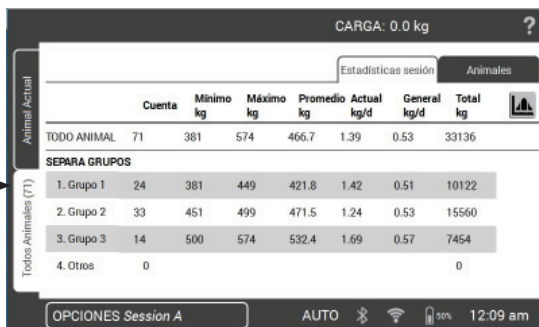 CARGA: 0.0 kg ?
Estadísticas sesión Animales
Cuenta Mínimo kg Máximo kg Promedio kg Actual kg/d General kg/d Total kg
TODO ANIMAL 71 381 574 466.7 1.39 0.53 33136
SEPARA GRUPOS
1. Grupo 1 24 381 449 421.8 1.42 0.51 10122
2. Grupo 2 33 451 499 471.5 1.24 0.53 15560
3. Grupo 3 14 500 574 532.4 1.69 0.57 7454
4. Otros 0 0
Animal Actual
Todos Animales (71)
OPCIONES Session A AUTO 50% 12:09 am